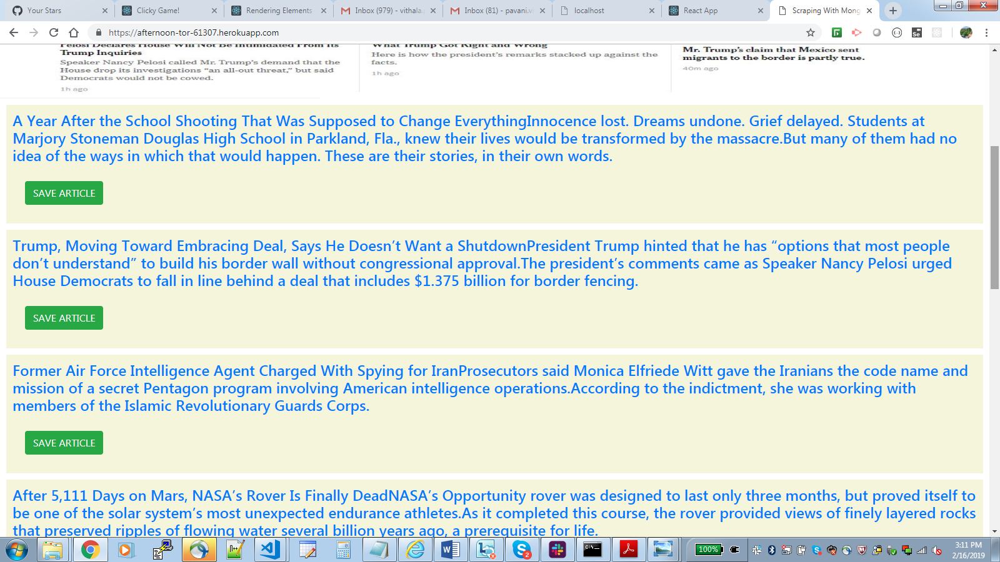 Your Stars
Clicky Game!
Rendering Elements
Inbox (979) - vithala.
Inbox (81) - pavani.v
localhost
React App
Scraping With Mong
https://afternoon-tor-61307.herokuapp.com
Pelosi Declares House Will Not Be Intimidated From Its
Trump Inquiries
Speaker Nancy Pelosi called Mr. Trump's demand that the
House drop its investigations “an all-out threat,” but said
Democrats would not be cowed.
1h ago
What Trump Got Right and Wrong
Here is how the president's remarks stacked up against the
facts.
1h ago
Mr. Trump's claim that Mexico sent
migrants to the border is partly true.
40m ago
A Year After the School Shooting That Was Supposed to Change EverythingInnocence lost. Dreams undone. Grief delayed. Students at
Marjory Stoneman Douglas High School in Parkland, Fla., knew their lives would be transformed by the massacre.But many of them had no
idea of the ways in which that would happen. These are their stories, in their own words.
SAVE ARTICLE
Trump, Moving Toward Embracing Deal, Says He Doesn’t Want a ShutdownPresident Trump hinted that he has “options that most people
don’t understand” to build his border wall without congressional approval.The president’s comments came as Speaker Nancy Pelosi urged
House Democrats to fall in line behind a deal that includes $1.375 billion for border fencing.
SAVE ARTICLE
Former Air Force Intelligence Agent Charged With Spying for IranProsecutors said Monica Elfriede Witt gave the Iranians the code name and
mission of a secret Pentagon program involving American intelligence operations.According to the indictment, she was working with
members of the Islamic Revolutionary Guards Corps.
SAVE ARTICLE
After 5,111 Days on Mars, NASA’s Rover Is Finally DeadNASA’s Opportunity rover was designed to last only three months, but proved itself to
be one of the solar system’s most unexpected endurance athletes.As it completed this course, the rover provided views of finely layered rocks
that preserved ripples of flowing water several billion years ago, a prerequisite for life.
100%
3:11 PM
2/16/2019